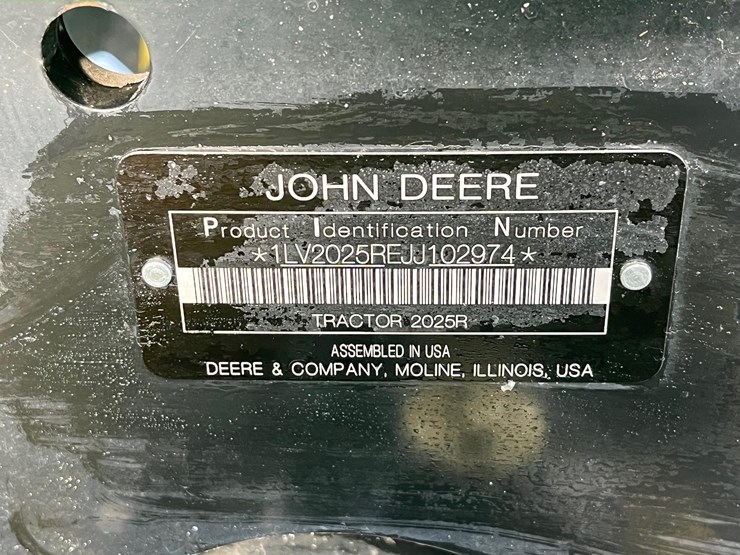 JOHN DEERE
Product Identification Number
*1LV2025REJJ102974*
TRACTOR 2025R
ASSEMBLED IN USA
DEERE & COMPANY, MOLINE, ILLINOIS, USA